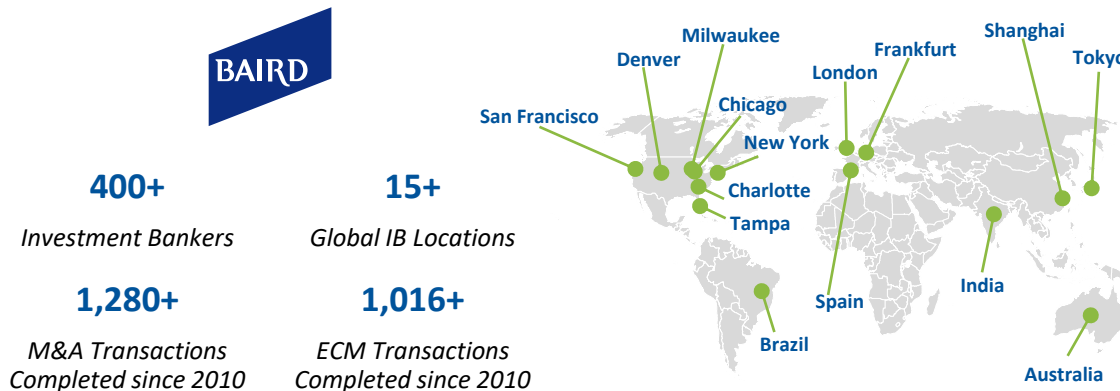 BAIRD
400+
Investment Bankers
15+
Global IB Locations
1,280+
M&A Transactions
Completed since 2010
1,016+
ECM Transactions
Completed since 2010
San Francisco
Denver
Milwaukee
Chicago
New York
Charlotte
Tampa
Brazil
London
Frankfurt
Spain
India
Shanghai
Tokyo
Australia